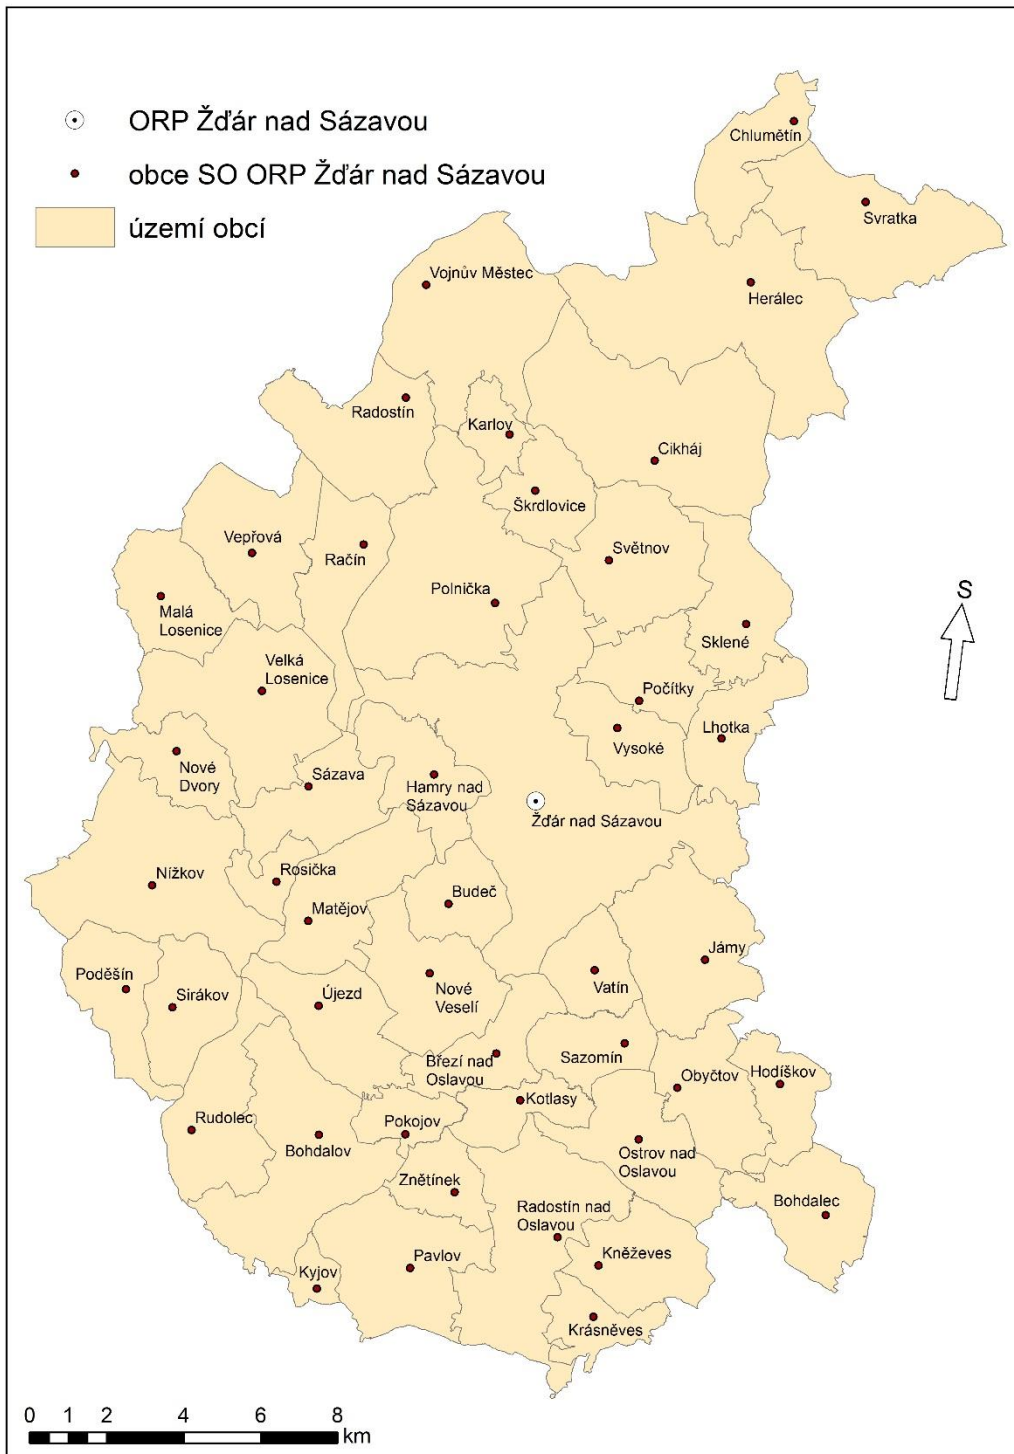 ORP Žďár nad Sázavou
obce SO ORP Žďár nad Sázavou
území obcí
Chlumětín
Svratka
Vojnův Městec
Herálec
Radostín
Karlov
Cikháj
Škrdlovice
Vepřová
Račín
Světnov
Polnička
S
Malá
Losenice
Sklené
Velká
Losenice
Počítky
Lhotka
Vysoké
Nové
Dvory
Sázava
Hamry nad
Sázavou
Žďár nad Sázavou
Nížkov
Rosička
Budeč
Matějov
Jámy
Poděšín
Sirákov
Újezd
Nové
Veselí
Vatín
Březí nad
Oslavou
Sazomín
Obyčtov
Hodíškov
Kotlasy
Rudolec
Bohdalov
Pokojov
Ostrov nad
Oslavou
Znětínek
Radostín nad
Oslavou
Bohdalec
Pavlov
Kněževes
Kyjov
Krásněves
0 1 2 4 6 8
km